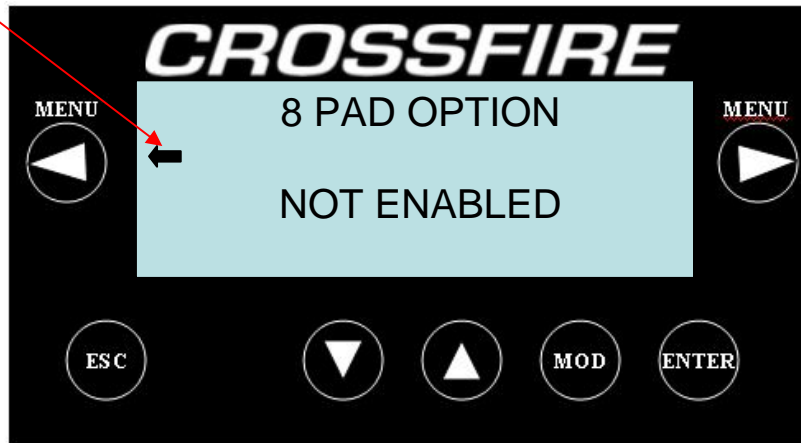 CROSSFIRE
MENU
8 PAD OPTION
MENU
NOT ENABLED
ESC
MOD
ENTER